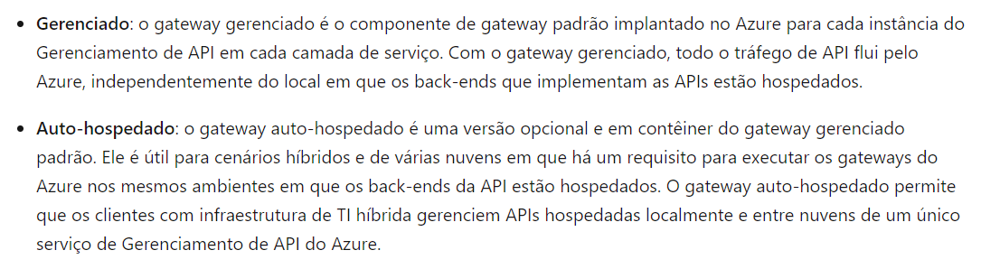 Gerenciado: o gateway gerenciado é o componente de gateway padrão implantado no Azure para cada instância do
Gerenciamento de API em cada camada de serviço. Com o gateway gerenciado, todo o tráfego de API flui pelo
Azure, independentemente do local em que os back-ends que implementam as APIs estão hospedados.
Auto-hospedado: o gateway auto-hospedado é uma versão opcional e em contêiner do gateway gerenciado
padrão. Ele é útil para cenários híbridos e de várias nuvens em que há um requisito para executar os gateways do
Azure nos mesmos ambientes em que os back-ends da API estão hospedados. O gateway auto-hospedado permite
que os clientes com infraestrutura de TI híbrida gerenciem APIs hospedadas localmente e entre nuvens de um único
serviço de Gerenciamento de API do Azure.